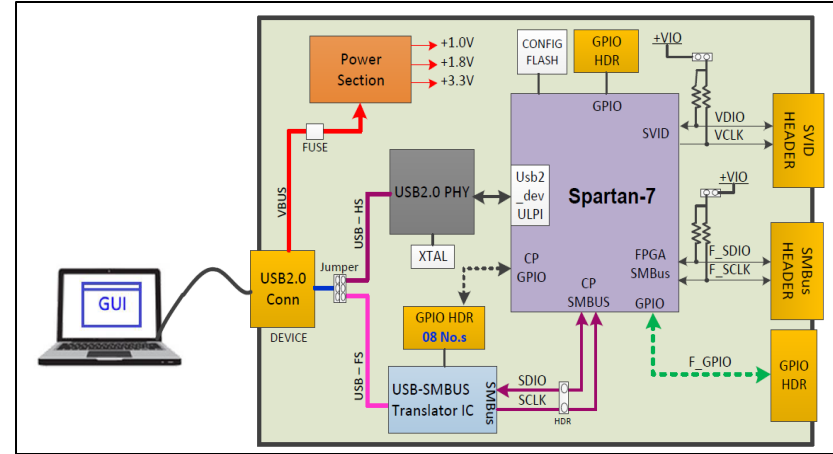 Power
Section
+1.0V
+1.8V
+3.3V
CONFIG
FLASH
GPIO
HDR
+VIO
GPIO
SVID
VDIO
VCLK
SVID
HEADER
FUSE
VBUS
USB – HS
USB2.0 PHY
Usb2
_dev
ULPI
Spartan-7
+VIO
XTAL
CP
GPIO
FPGA
SMBus
F_SDIO
F_SCLK
SMBus
HEADER
GUI
USB2.0
Conn
DEVICE
Jumper
CP
SMBUS
GPIO
GPIO HDR
08 No.s
USB – FS
USB-SMBUS
Translator IC
SMBus
SDIO
SCLK
HDR
F_GPIO
GPIO
HDR